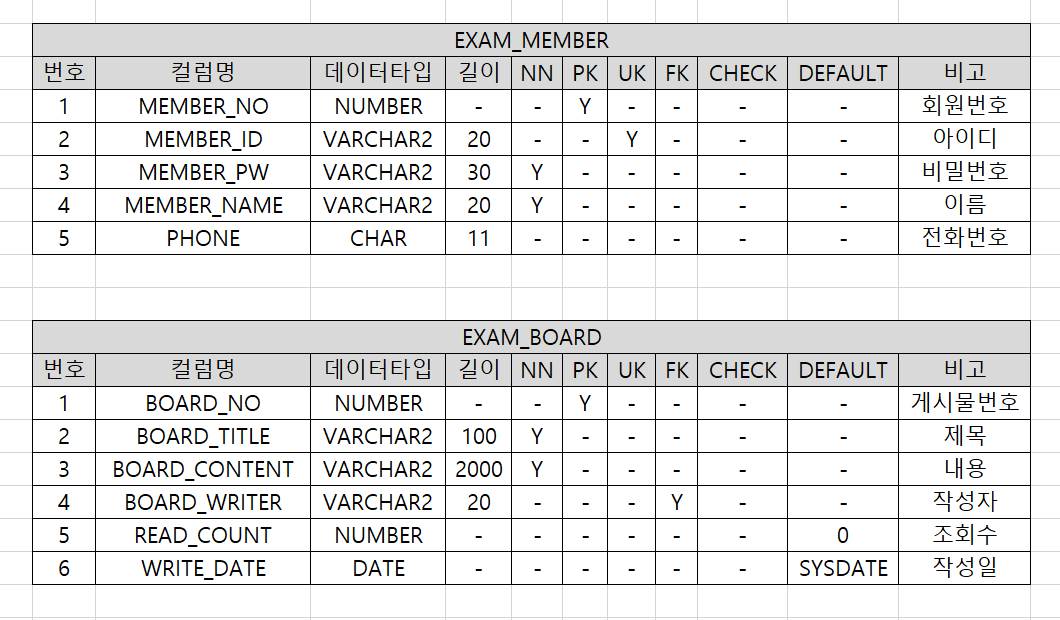 EXAM_MEMBER
번호 컬럼명 데이터타입 길이 NN PK UK FK CHECK DEFAULT 비고
1 MEMBER_NO NUMBER - - Y - - - - 회원번호
2 MEMBER_ID VARCHAR2 20 - - Y - - - 아이디
3 MEMBER_PW VARCHAR2 30 Y - - - - - 비밀번호
4 MEMBER_NAME VARCHAR2 20 Y - - - - - 이름
5 PHONE CHAR 11 - - - - - - 전화번호
EXAM_BOARD
번호 컬럼명 데이터타입 길이 NN PK UK FK CHECK DEFAULT 비고
1 BOARD_NO NUMBER - - Y - - - - 게시물번호
2 BOARD_TITLE VARCHAR2 100 Y - - - - - 제목
3 BOARD_CONTENT VARCHAR2 2000 Y - - - - - 내용
4 BOARD_WRITER VARCHAR2 20 - - - Y - - 작성자
5 READ_COUNT NUMBER - - - - - - 0 조회수
6 WRITE_DATE DATE - - - - - - SYSDATE 작성일